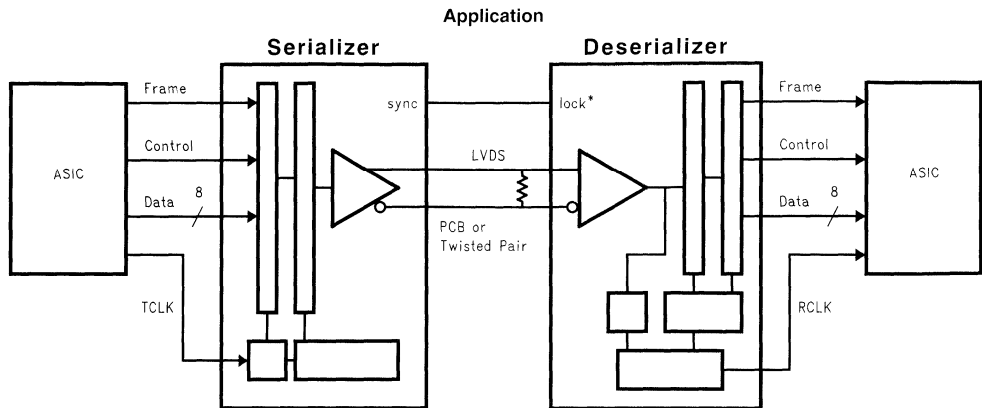 Application
Serializer
Deserializer
Frame
Control
Data
8
ASIC
TCLK
sync
lock*
LVDS
PCB or
Twisted Pair
Frame
Control
Data
8
ASIC
RCLK